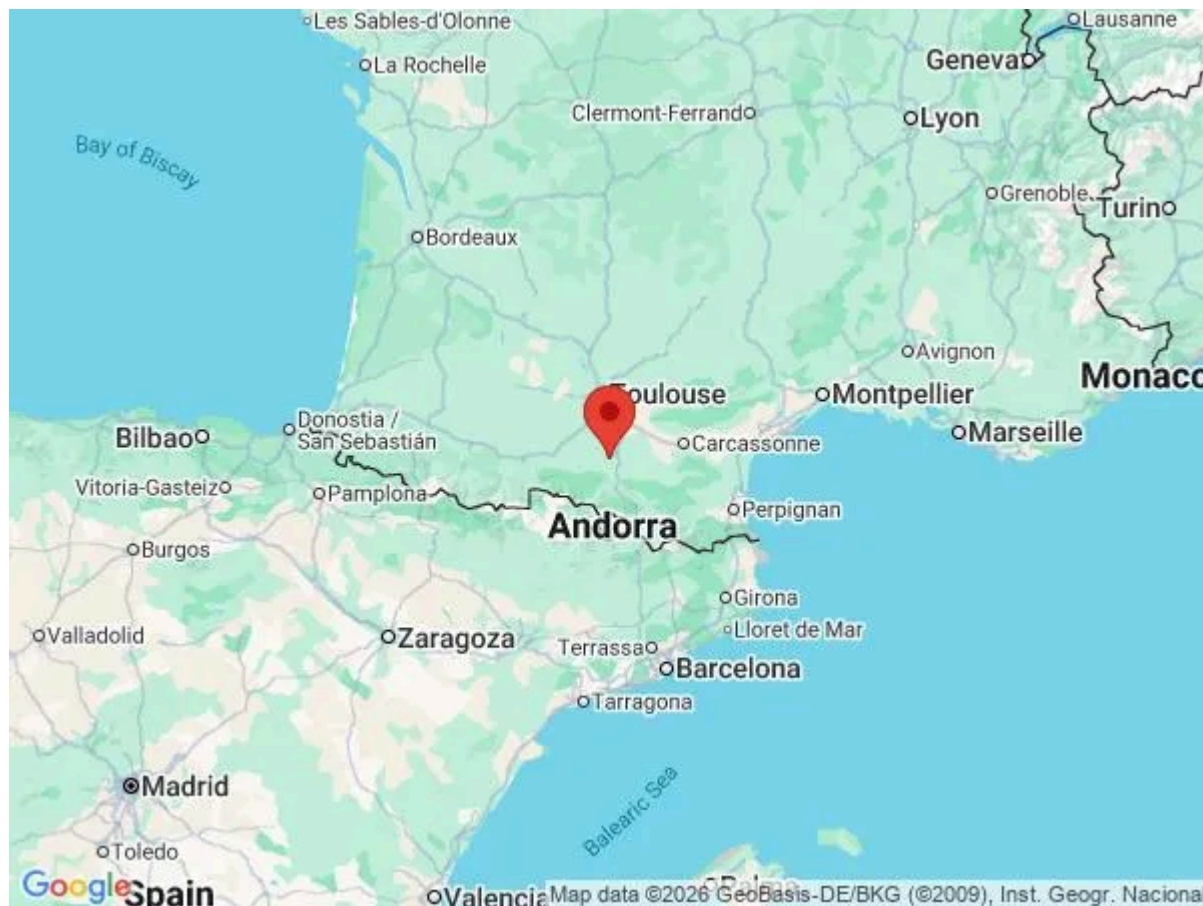 Les Sables-d'Olonne
Lausanne
Geneva
La Rochelle
Clermont-Ferrand
Lyon
Bay of Biscay
Grenoble
Turin
Bordeaux
Avignon
Monaco
Toulouse
Montpellier
Donostia /
San Sebastián
Bilbao
Carcassonne
Marseille
Vitoria-Gasteiz
Pamplona
Perpignan
Andorra
Burgos
Girona
Valladolid
Zaragoza
Lloret de Mar
Terrassa
Barcelona
Tarragona
Madrid
Balearic Sea
Toledo
Google
Spain
Valencia
Palma
Map data ©2026 GeoBasis-DE/BKG (©2009), Inst. Geogr. Nacional